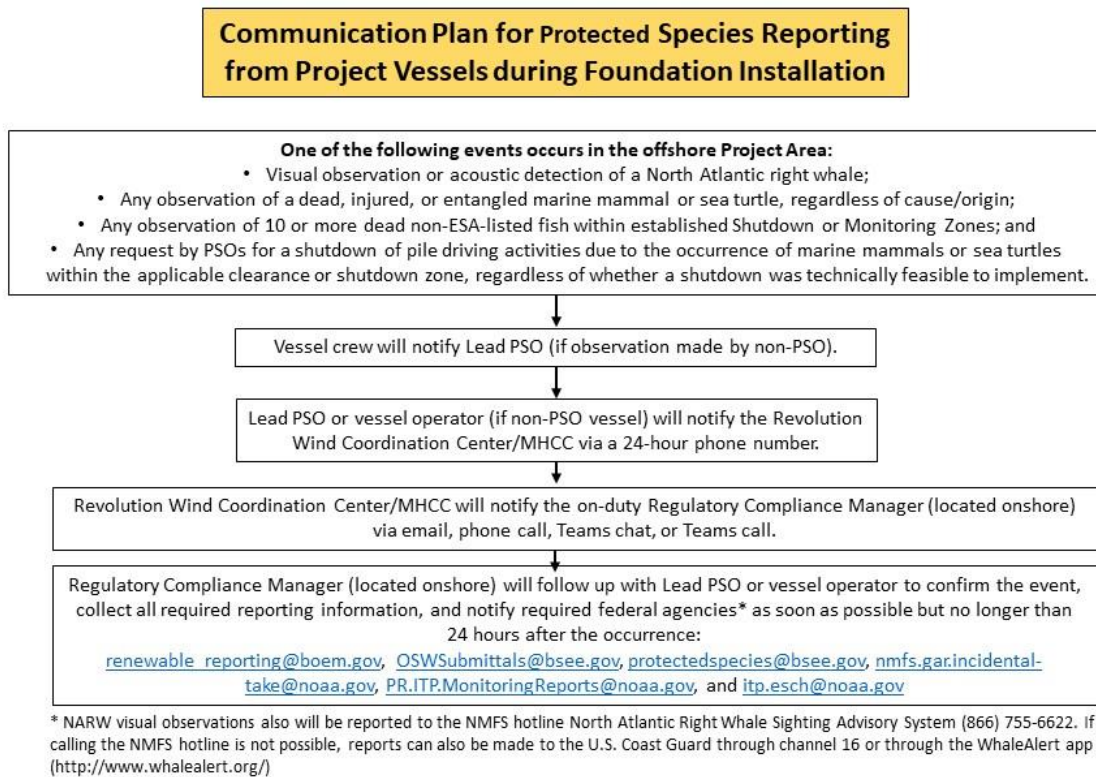 Communication Plan for Protected Species Reporting
from Project Vessels during Foundation Installation
One of the following events occurs in the offshore Project Area:
• Visual observation or acoustic detection of a North Atlantic right whale;
• Any observation of a dead, injured, or entangled marine mammal or sea turtle, regardless of cause/origin;
• Any observation of 10 or more dead non-ESA-listed fish within established Shutdown or Monitoring Zones; and
• Any request by PSOs for a shutdown of pile driving activities due to the occurrence of marine mammals or sea turtles
within the applicable clearance or shutdown zone, regardless of whether a shutdown was technically feasible to implement.
Vessel crew will notify Lead PSO (if observation made by non-PSO).
Lead PSO or vessel operator (if non-PSO vessel) will notify the Revolution
Wind Coordination Center/MHCC via a 24-hour phone number.
Revolution Wind Coordination Center/MHCC will notify the on-duty Regulatory Compliance Manager (located onshore)
via email, phone call, Teams chat, or Teams call.
Regulatory Compliance Manager (located onshore) will follow up with Lead PSO or vessel operator to confirm the event,
collect all required reporting information, and notify required federal agencies* as soon as possible but no longer than
24 hours after the occurrence:
renewable_reporting@boem.gov, OSWSubmittals@bsee.gov, protectedspecies@bsee.gov, nmfs.gar.incidental-
take@noaa.gov, PR.ITP.MonitoringReports@noaa.gov, and itp.esch@noaa.gov
* NARW visual observations also will be reported to the NMFS hotline North Atlantic Right Whale Sighting Advisory System (866) 755-6622. If
calling the NMFS hotline is not possible, reports can also be made to the U.S. Coast Guard through channel 16 or through the WhaleAlert app
(http://www.whalealert.org/)